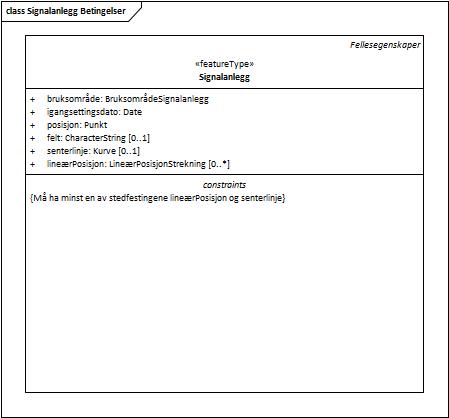 class Signalanlegg Betingelser
Fellesegenskaper
«featureType»
Signalanlegg
+ bruksområde: BruksområdeSignalanlegg
+ igangsettingsdato: Date
+ posisjon: Punkt
+ felt: CharacterString [0..1]
+ senterlinje: Kurve [0..1]
+ lineærPosisjon: LineærPosisjonStrekning [0..*]
constraints
{Må ha minst en av stedfestingene lineærPosisjon og senterlinje}